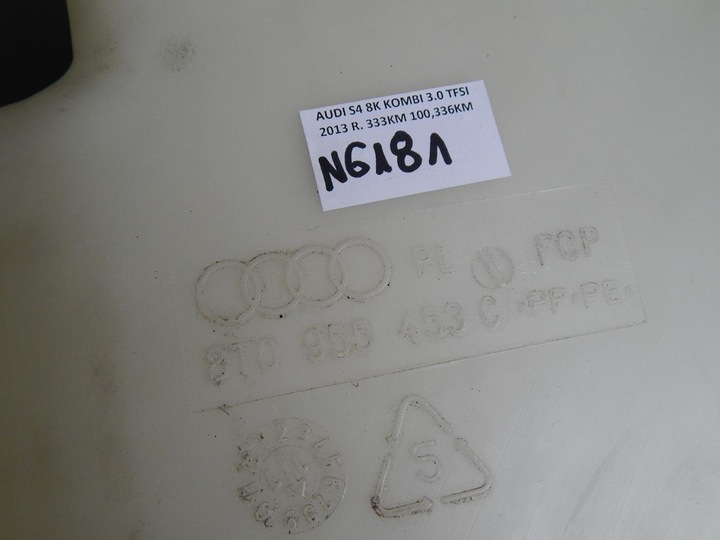 AUDI S4 8K KOMBI 3.0 TFSI
2013 R. 333KM 100,336KM
N6181
PL FCP
8T0 955 453 C >PP+PE<
5